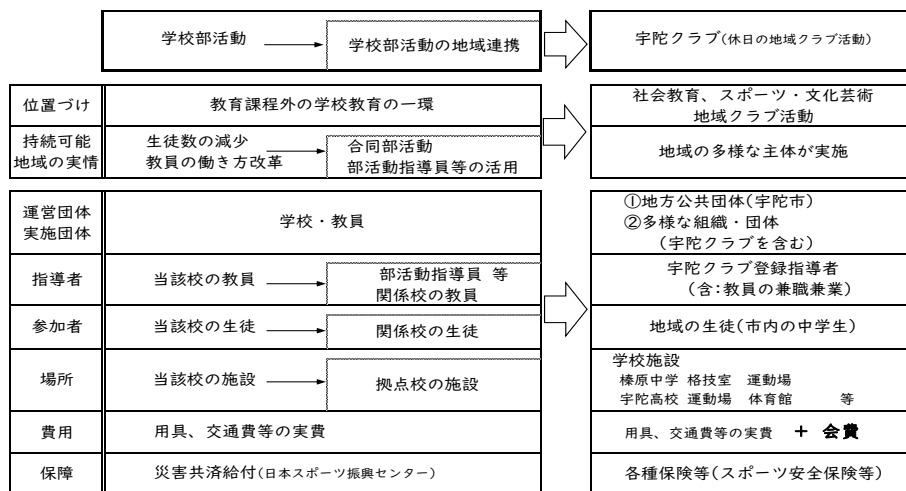 学校部活動
学校部活動の地域連携
宇陀クラブ(休日の地域クラブ活動)
位置づけ
教育課程外の学校教育の一環
社会教育、スポーツ・文化芸術
地域クラブ活動
持続可能
地域の実情
生徒数の減少
教員の働き方改革
合同部活動
部活動指導員等の活用
地域の多様な主体が実施
運営団体
実施団体
学校・教員
①地方公共団体(宇陀市)
②多様な組織・団体
(宇陀クラブを含む)
指導者
当該校の教員
部活動指導員 等
関係校の教員
宇陀クラブ登録指導者
(含:教員の兼職兼業)
参加者
当該校の生徒
関係校の生徒
地域の生徒(市内の中学生)
場所
当該校の施設
拠点校の施設
学校施設
榛原中学 格技室 運動場
宇陀高校 運動場 体育館 等
費用
用具、交通費等の実費
用具、交通費等の実費 + 会費
保障
災害共済給付(日本スポーツ振興センター)
各種保険等(スポーツ安全保険等)